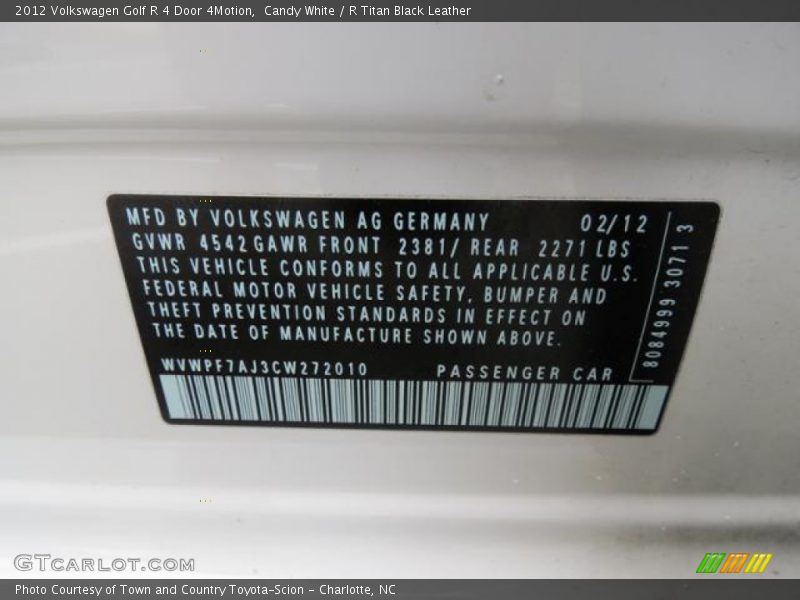 2012 Volkswagen Golf R 4 Door 4Motion,  Candy White / R Titan Black Leather
MFD BY VOLKSWAGEN AG GERMANY 02/12
GVWR 4542 GAWR FRONT 2381/ REAR 2271 LBS
THIS VEHICLE CONFORMS TO ALL APPLICABLE U.S.
FEDERAL MOTOR VEHICLE SAFETY, BUMPER AND
THEFT PREVENTION STANDARDS IN EFFECT ON
THE DATE OF MANUFACTURE SHOWN ABOVE.
WVWPF7AJ3CW272010 PASSENGER CAR
8084999 3071 3
GTCARLOT.COM
Photo Courtesy of Town and Country Toyota-Scion - Charlotte, NC